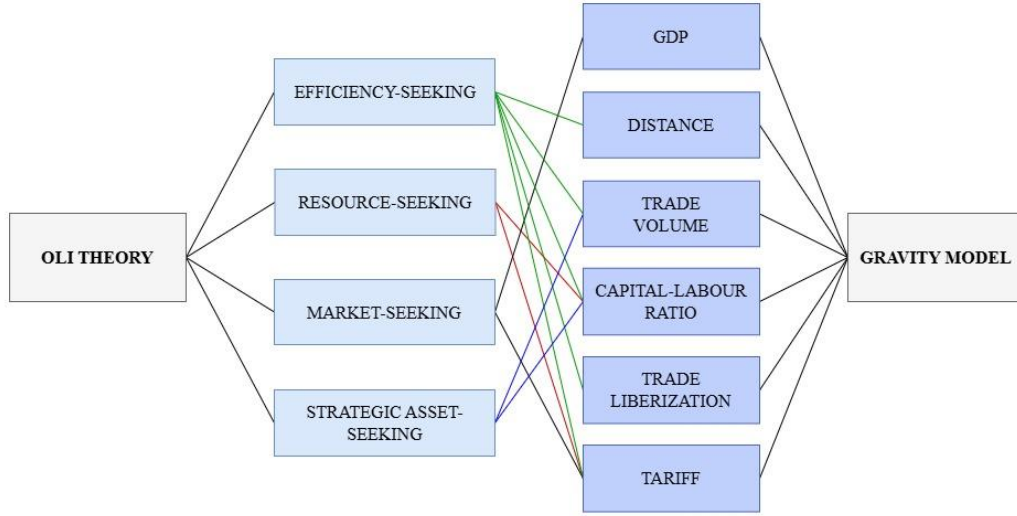 OLI THEORY
EFFICIENCY-SEEKING
RESOURCE-SEEKING
MARKET-SEEKING
STRATEGIC ASSET-
SEEKING
GDP
DISTANCE
TRADE
VOLUME
CAPITAL-LABOUR
RATIO
TRADE
LIBERIZATION
TARIFF
GRAVITY MODEL